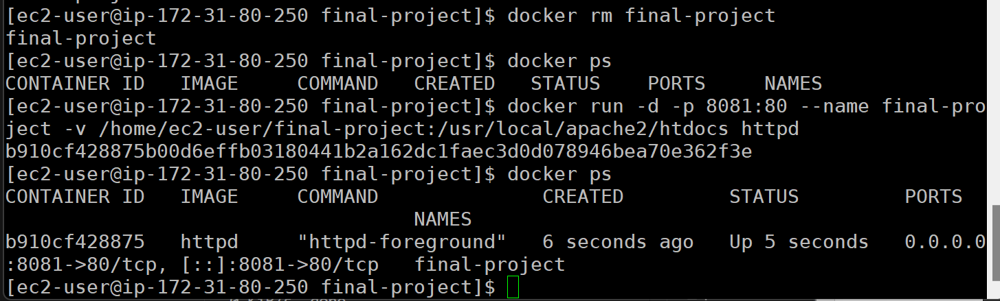 [ec2-user@ip-172-31-80-250 final-project]$ docker rm final-project
final-project
[ec2-user@ip-172-31-80-250 final-project]$ docker ps
CONTAINER ID   IMAGE     COMMAND   CREATED   STATUS    PORTS     NAMES
[ec2-user@ip-172-31-80-250 final-project]$ docker run -d -p 8081:80 --name final-pro
ject -v /home/ec2-user/final-project:/usr/local/apache2/htdocs httpd
b910cf428875b00d6effb03180441b2a162dc1faec3d0d078946bea70e362f3e
[ec2-user@ip-172-31-80-250 final-project]$ docker ps
CONTAINER ID   IMAGE     COMMAND              CREATED         STATUS         PORTS
NAMES
b910cf428875   httpd     "httpd-foreground"   6 seconds ago   Up 5 seconds   0.0.0.0
:8081->80/tcp, [::]:8081->80/tcp   final-project
[ec2-user@ip-172-31-80-250 final-project]$